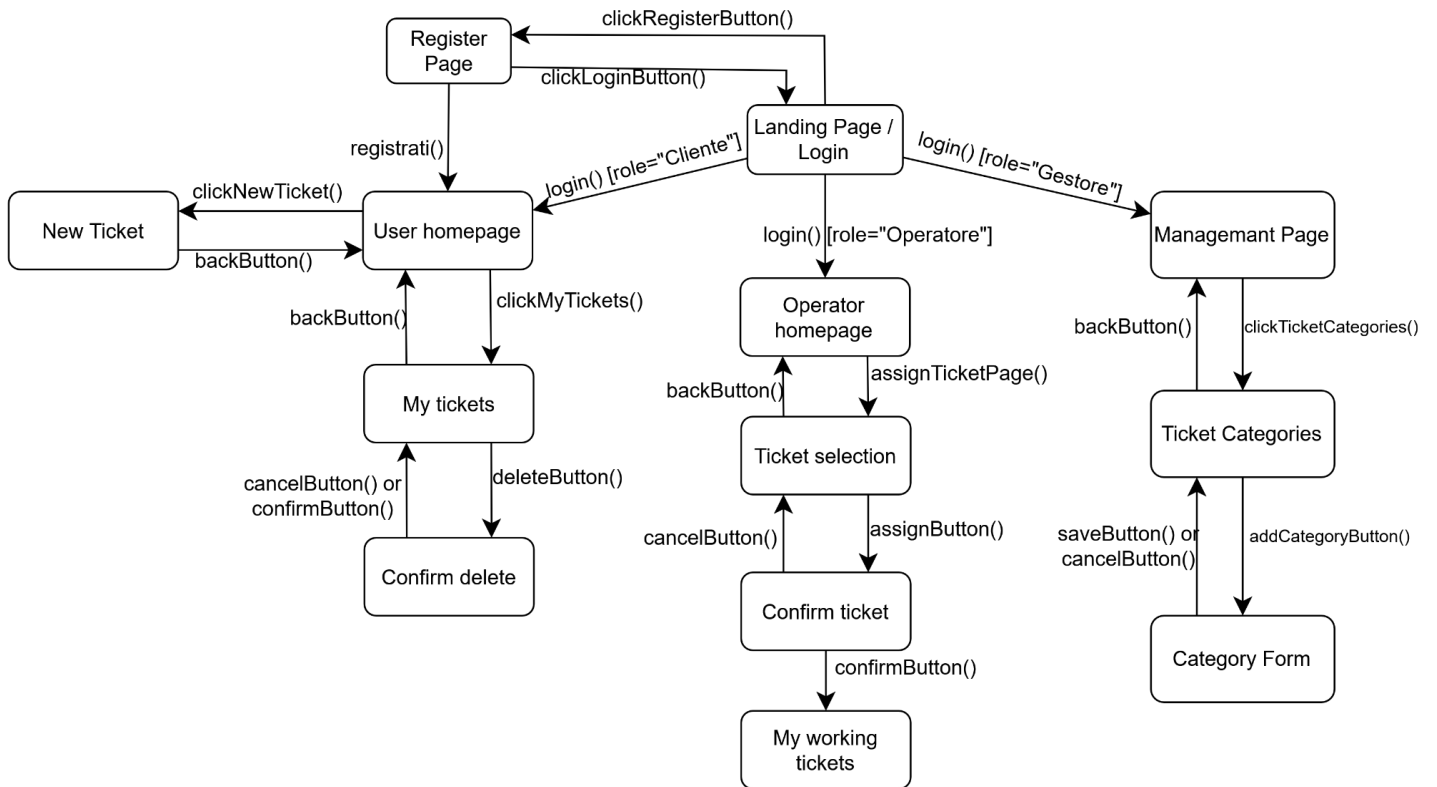 clickRegisterButton()
Register
Page
clickLoginButton()
Landing Page /
Login
registrati()
login() [role="Cliente"]
login() [role="Gestore"]
clickNewTicket()
New Ticket
User homepage
backButton()
login() [role="Operatore"]
Managemant Page
backButton()
clickMyTickets()
Operator
homepage
backButton()
clickTicketCategories()
My tickets
backButton()
assignTicketPage()
Ticket selection
Ticket Categories
cancelButton() or
confirmButton()
deleteButton()
cancelButton()
assignButton()
saveButton() or
cancelButton()
addCategoryButton()
Confirm delete
Confirm ticket
Category Form
confirmButton()
My working
tickets